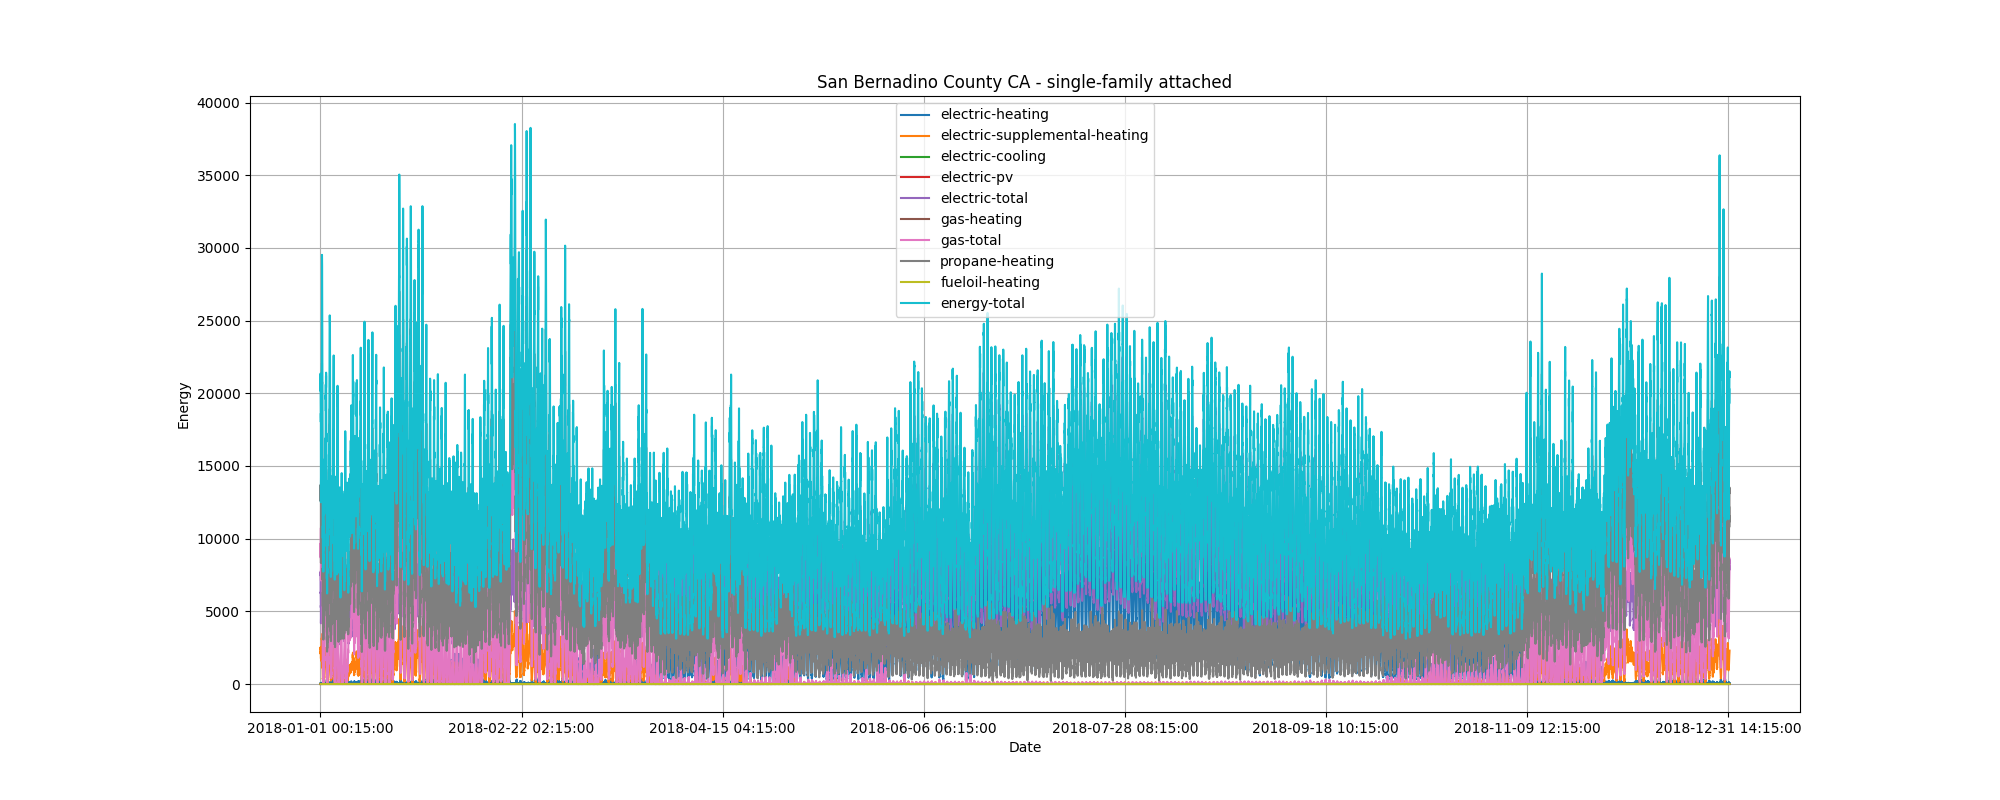 San Bernadino County CA - single-family attached
40000
35000
30000
25000
20000
15000
10000
5000
0
Energy
electric-heating
electric-supplemental-heating
electric-cooling
electric-pv
electric-total
gas-heating
gas-total
propane-heating
fueloil-heating
energy-total
2018-01-01 00:15:00 2018-02-22 02:15:00 2018-04-15 04:15:00 2018-06-06 06:15:00 2018-07-28 08:15:00 2018-09-18 10:15:00 2018-11-09 12:15:00 2018-12-31 14:15:00
Date